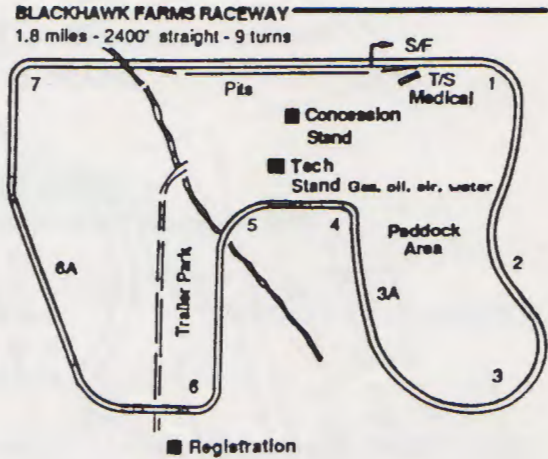 BLACKHAWK FARMS RACEWAY
1.8 miles - 2400' straight - 9 turns
S/F
7
Pits
T/S
Medical
1
Concession
Stand
Tech
Stand Gas, oil, air, water
5
4
Paddock
Area
6A
Trailer Park
3A
2
3
6
Registration